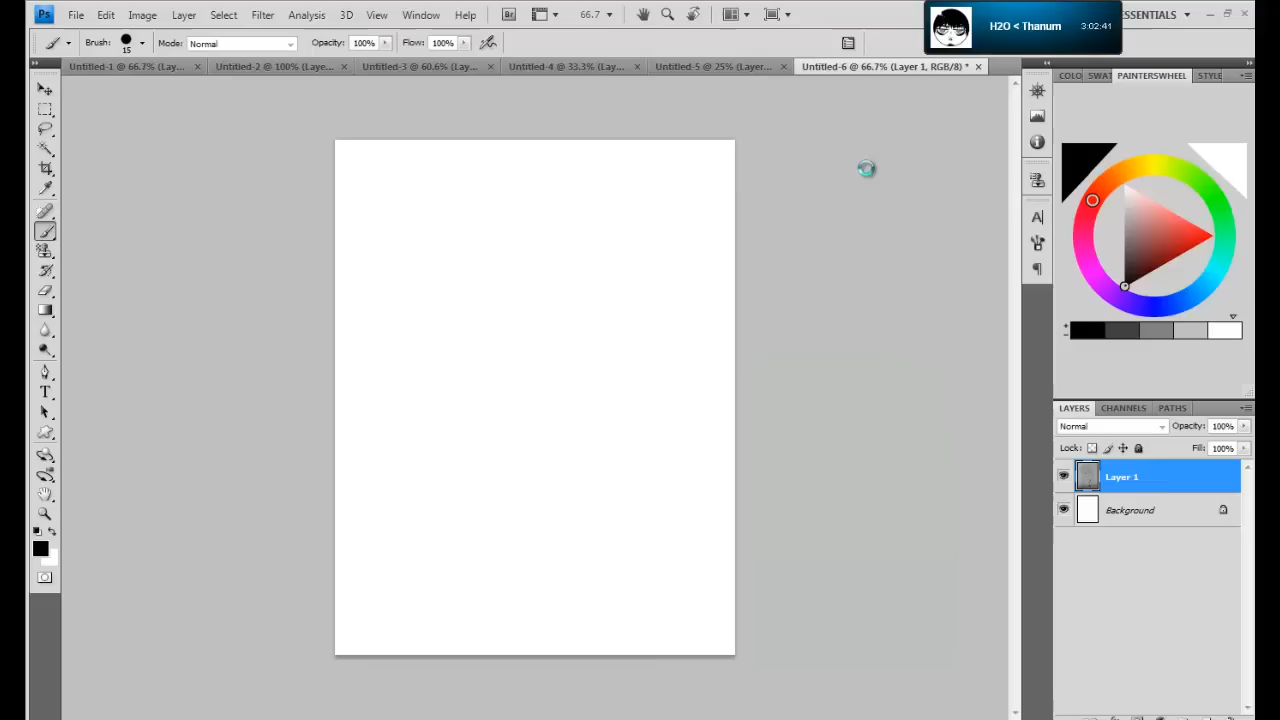 Ps File Edit Image Layer Select Filter Analysis 3D View Window Help Br 66.7 H2O < Thanum 3:02:41 ESSENTIALS
Brush: 15 Mode: Normal Opacity: 100% Flow: 100%
Untitled-1 @ 66.7% (Lay... × Untitled-2 @ 100% (Laye... × Untitled-3 @ 60.6% (Lay... × Untitled-4 @ 33.3% (Lay... × Untitled-5 @ 25% (Layer... × Untitled-6 @ 66.7% (Layer 1, RGB/8) * ×
COLO SWAT PAINTERSWHEEL STYLE
LAYERS CHANNELS PATHS
Normal Opacity: 100%
Lock: Fill: 100%
Layer 1
Background